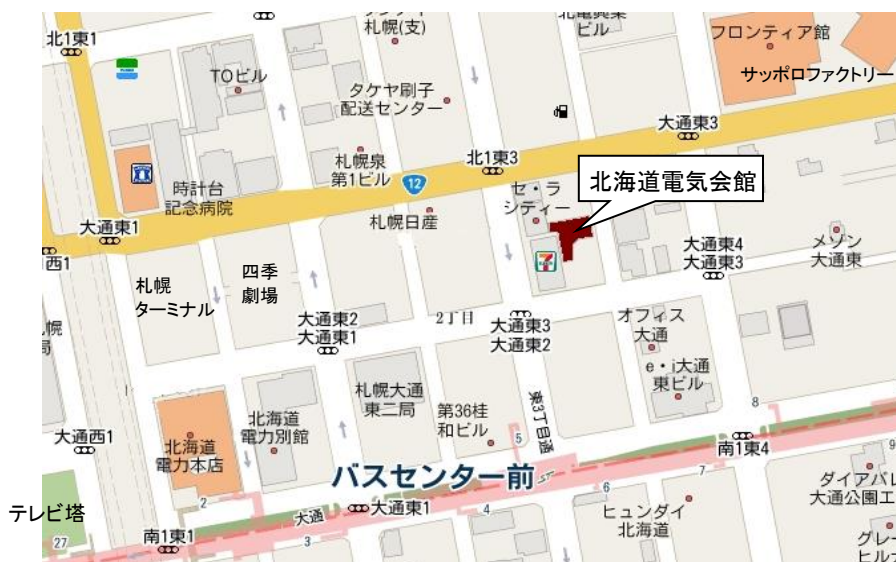 北1東1
札幌(支)
ビル
フロンティア館
サッポロファクトリー
TOビル
タケヤ刷子
配送センター
大通東3
北1東3
札幌泉
第1ビル
12
時計台
記念病院
セ・ラ
シティー
北海道電気会館
札幌日産
大通東1
西1
7
大通東4
大通東3
メゾン
大通東
札幌
ターミナル
四季
劇場
大通東2
大通東1
2丁目
大通東3
大通東2
オフィス
大通
e・i大通
東ビル
札幌大通
東二局
東3丁目通
第36桂
和ビル
北海道
電力別館
北海道
電力本店
大通西1
バスセンター前
5
8
南1東4
9
7
6
4
3
2
27
テレビ塔
南1東1
大通
大通東1
ヒュンダイ
北海道
ダイアパレ
大通公園エ
グレー
ヒルズ